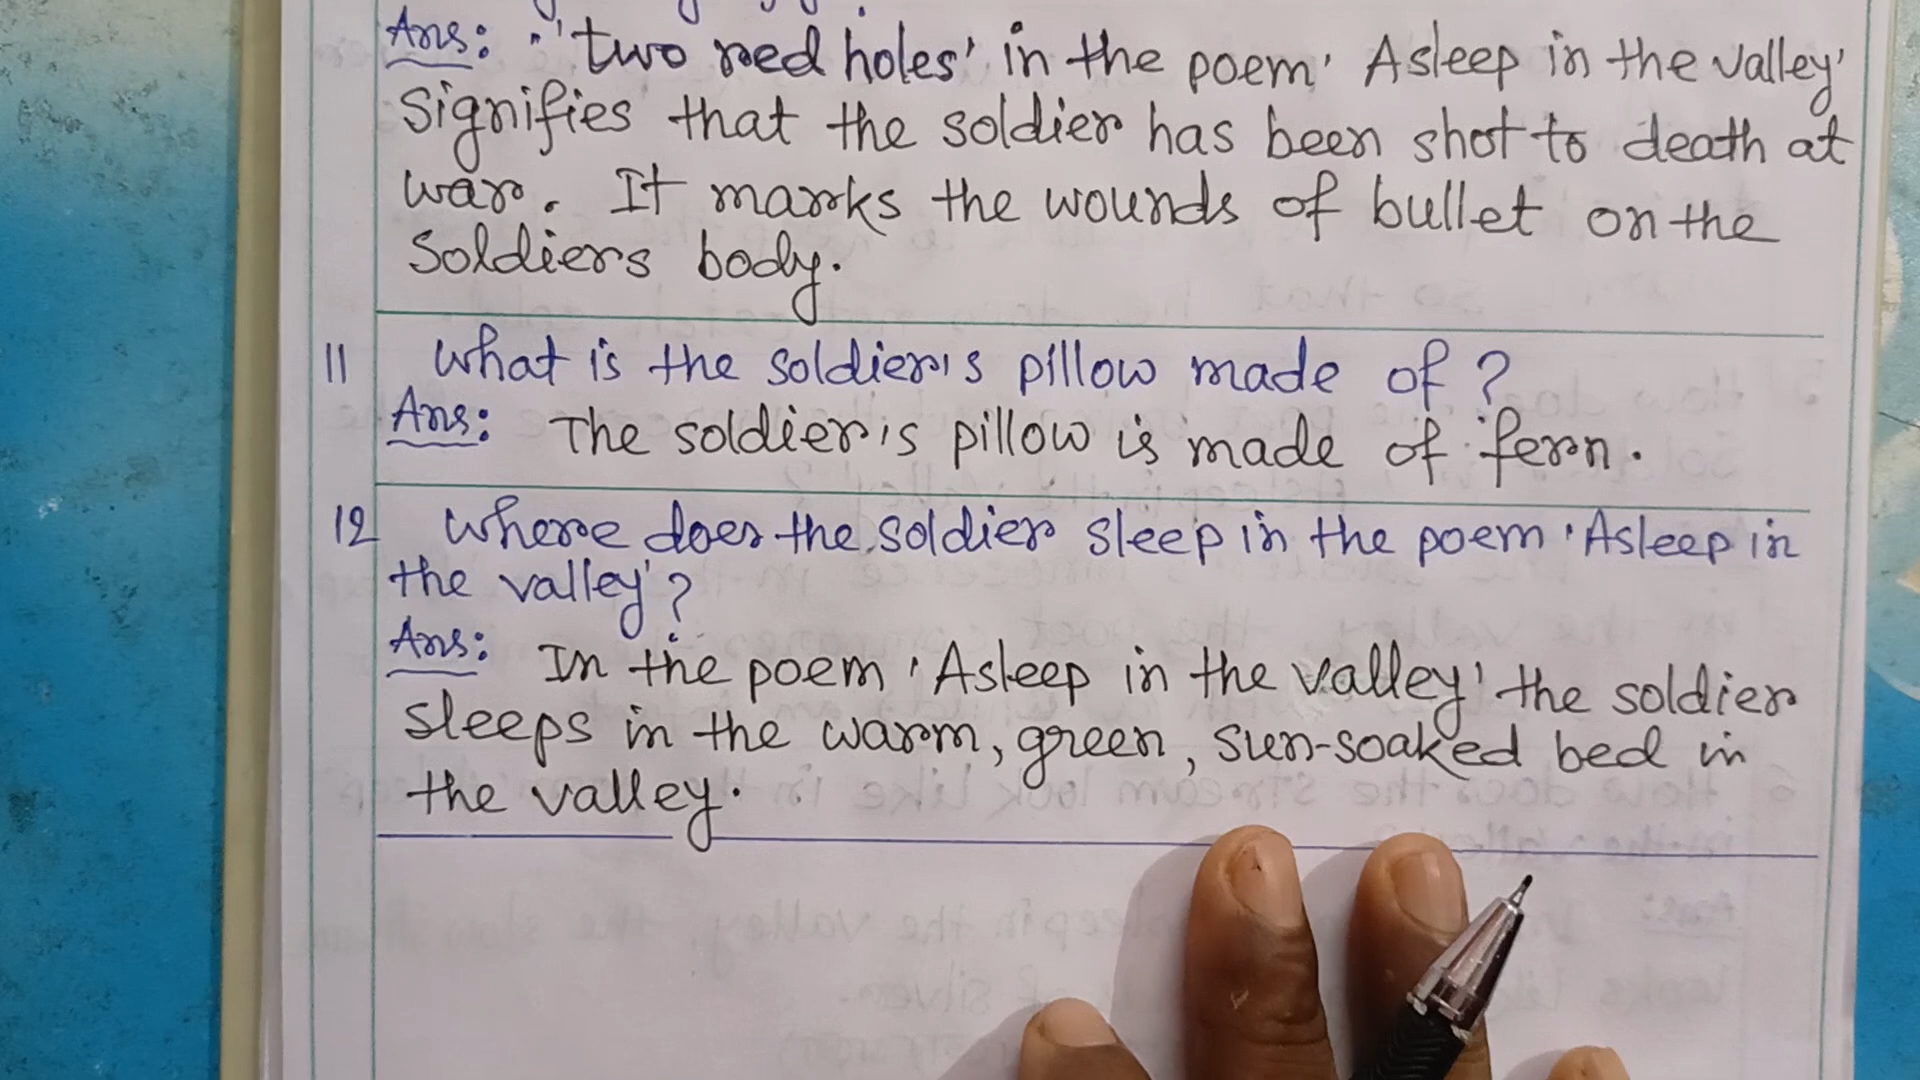 Ans: 'two red holes' in the poem 'Asleep in the valley'
Signifies that the soldier has been shot to death at
war. It marks the wounds of bullet on the
Soldiers body.
11 What is the soldier's pillow made of?
Ans: The soldier's pillow is made of fern.
12 Where does the soldier sleep in the poem 'Asleep in
the valley'?
Ans: In the poem 'Asleep in the valley' the soldier
sleeps in the warm, green, sun-soaked bed in
the valley.